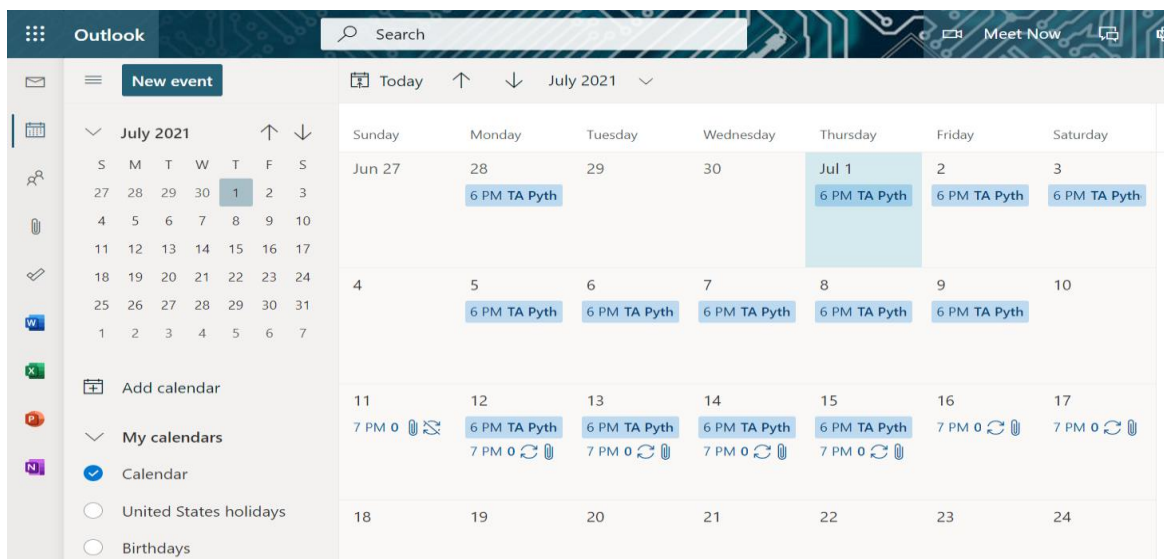 Outlook
Search
Meet Now
New event
Today
July 2021
July 2021
S M T W T F S
27 28 29 30 1 2 3
4 5 6 7 8 9 10
11 12 13 14 15 16 17
18 19 20 21 22 23 24
25 26 27 28 29 30 31
1 2 3 4 5 6 7
Add calendar
My calendars
Calendar
United States holidays
Birthdays
Sunday Monday Tuesday Wednesday Thursday Friday Saturday
Jun 27 28 29 30 Jul 1 2 3
6 PM TA Pyth 6 PM TA Pyth 6 PM TA Pyth 6 PM TA Pyth
4 5 6 7 8 9 10
6 PM TA Pyth 6 PM TA Pyth 6 PM TA Pyth 6 PM TA Pyth 6 PM TA Pyth
11 12 13 14 15 16 17
7 PM 0 6 PM TA Pyth 6 PM TA Pyth 6 PM TA Pyth 6 PM TA Pyth 7 PM 0 7 PM 0
7 PM 0 7 PM 0 7 PM 0 7 PM 0
18 19 20 21 22 23 24
W
X
P
N